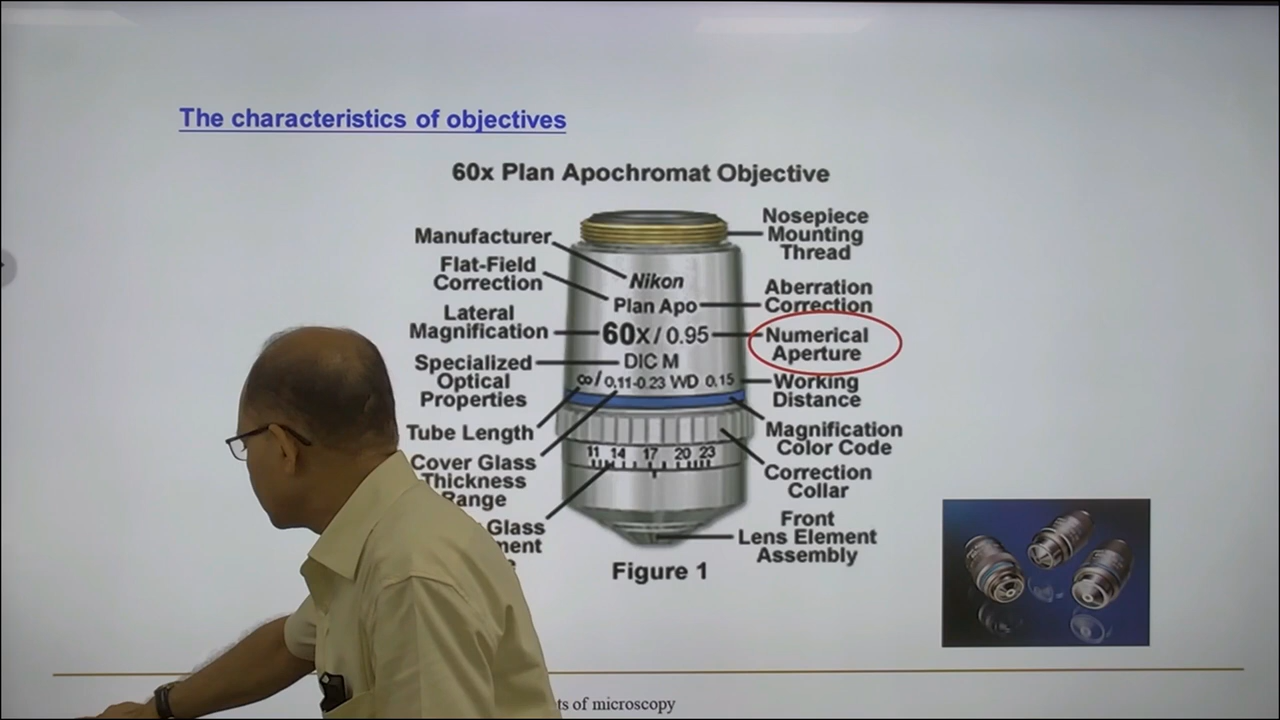 The characteristics of objectives
60x Plan Apochromat Objective
Manufacturer
Flat-Field
Correction
Lateral
Magnification
Specialized
Optical
Properties
Tube Length
Cover Glass
Thickness
Range
Glass
Nikon
Plan Apo
60x / 0.95
DIC M
∞ / 0.11-0.23 WD 0.15
11 14 17 20 23
Nosepiece
Mounting
Thread
Aberration
Correction
Numerical
Aperture
Working
Distance
Magnification
Color Code
Correction
Collar
Front
Lens Element
Assembly
Figure 1
of microscopy